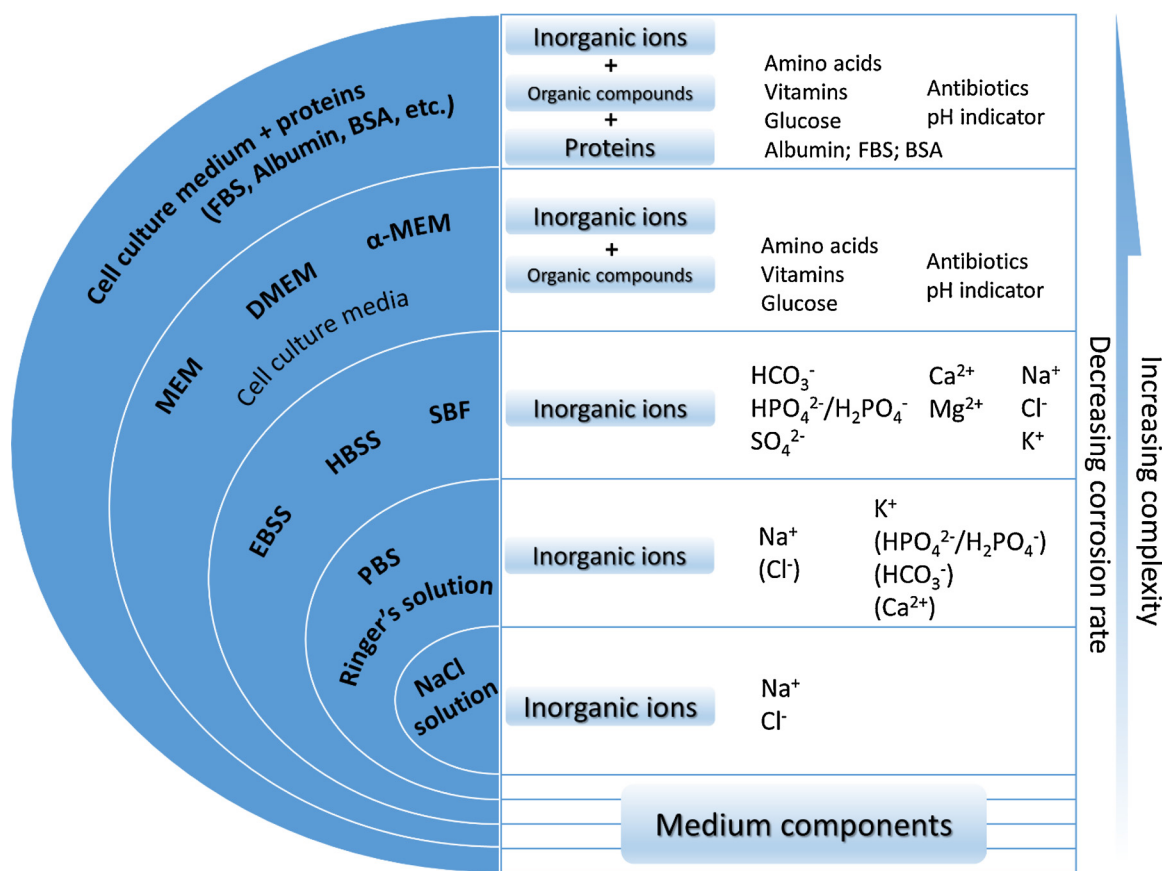 Cell culture medium + proteins
(FBS, Albumin, BSA, etc.)
MEM
DMEM
α-MEM
Cell culture media
EBSS
HBSS
SBF
PBS
Ringer's solution
NaCl
solution
Inorganic ions
+
Organic compounds
+
Proteins
Amino acids
Vitamins
Glucose
Albumin; FBS; BSA
Antibiotics
pH indicator
Inorganic ions
+
Organic compounds
Amino acids
Vitamins
Glucose
Antibiotics
pH indicator
Inorganic ions
HCO₃⁻
HPO₄²⁻/H₂PO₄⁻
SO₄²⁻
Ca²⁺
Mg²⁺
Na⁺
Cl⁻
K⁺
Inorganic ions
Na⁺
(Cl⁻)
K⁺
(HPO₄²⁻/H₂PO₄⁻)
(HCO₃⁻)
(Ca²⁺)
Inorganic ions
Na⁺
Cl⁻
Medium components
Decreasing corrosion rate
Increasing complexity